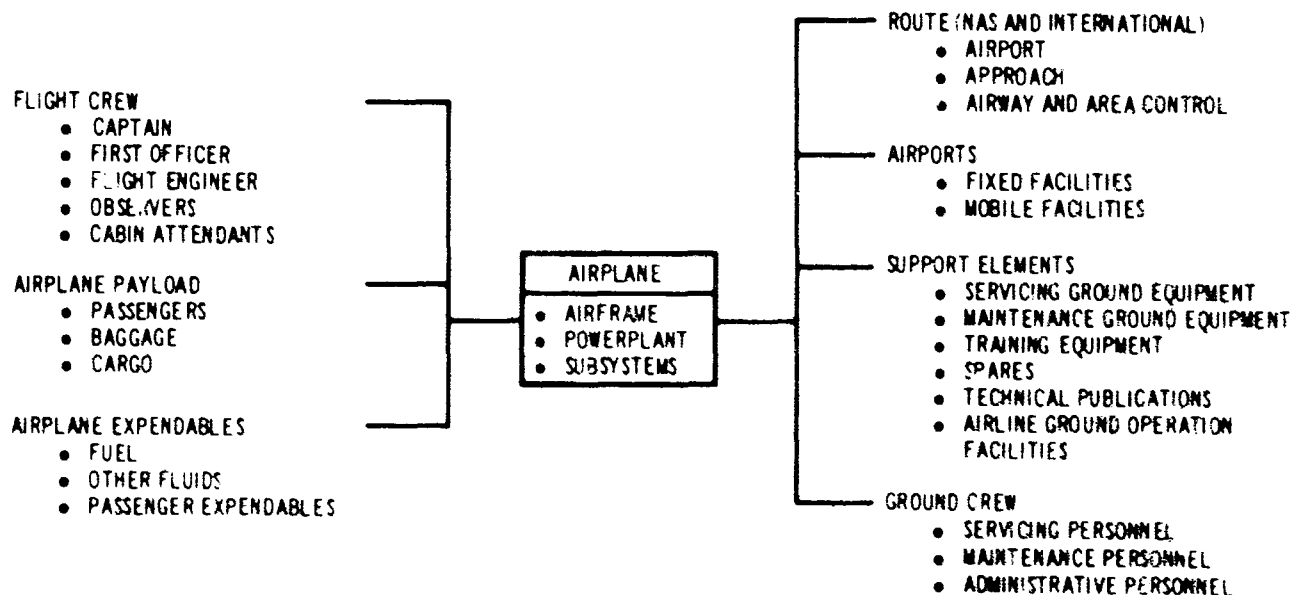 FLIGHT CREW
• CAPTAIN
• FIRST OFFICER
• FLIGHT ENGINEER
• OBSERVERS
• CABIN ATTENDANTS
AIRPLANE PAYLOAD
• PASSENGERS
• BAGGAGE
• CARGO
AIRPLANE EXPENDABLES
• FUEL
• OTHER FLUIDS
• PASSENGER EXPENDABLES
AIRPLANE
• AIRFRAME
• POWERPLANT
• SUBSYSTEMS
ROUTE (NAS AND INTERNATIONAL)
• AIRPORT
• APPROACH
• AIRWAY AND AREA CONTROL
AIRPORTS
• FIXED FACILITIES
• MOBILE FACILITIES
SUPPORT ELEMENTS
• SERVICING GROUND EQUIPMENT
• MAINTENANCE GROUND EQUIPMENT
• TRAINING EQUIPMENT
• SPARES
• TECHNICAL PUBLICATIONS
• AIRLINE GROUND OPERATION
FACILITIES
GROUND CREW
• SERVICING PERSONNEL
• MAINTENANCE PERSONNEL
• ADMINISTRATIVE PERSONNEL